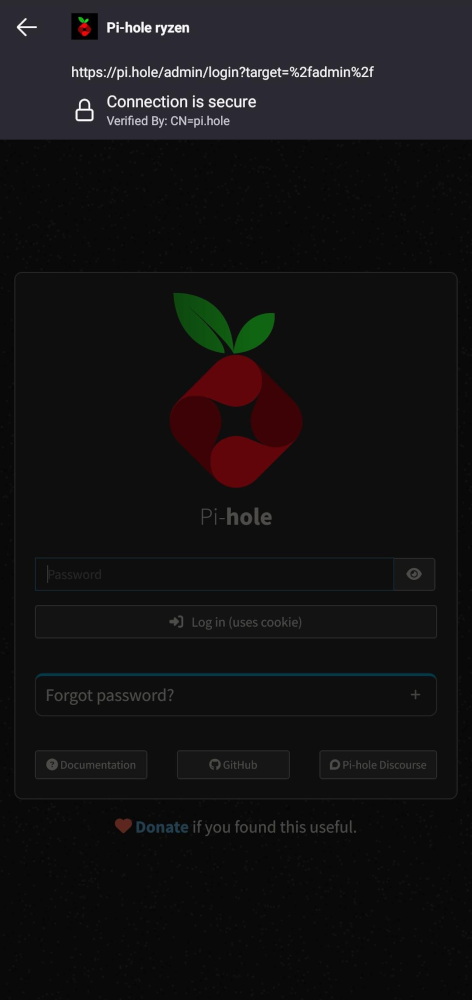 Pi-hole ryzen
https://pi.hole/admin/login?target=%2fadmin%2f
Connection is secure
Verified By: CN=pi.hole
Pi-hole
Password
Log in (uses cookie)
Forgot password?
Documentation
GitHub
Pi-hole Discourse
Donate if you found this useful.